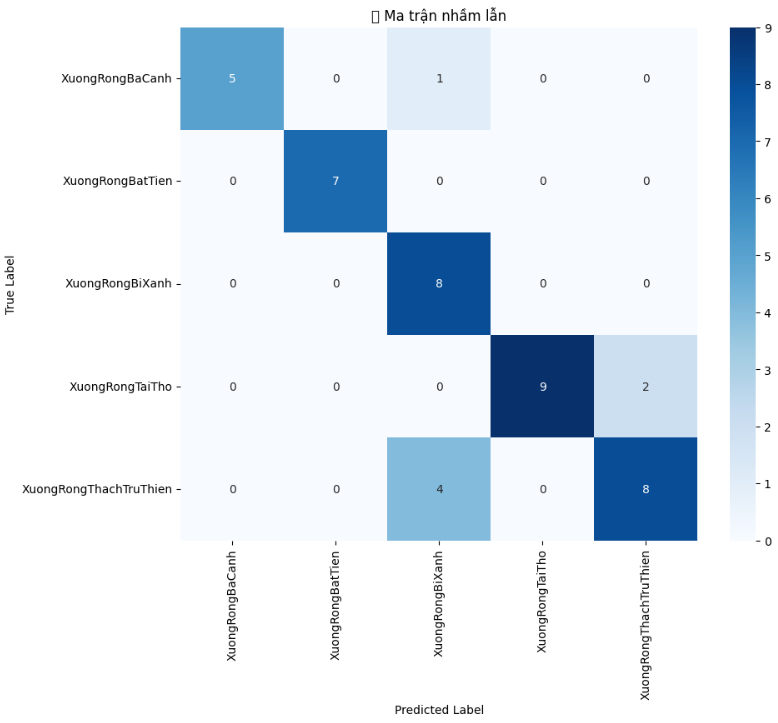 ▯ Ma trận nhầm lẫn
XuongRongBaCanh 5 0 1 0 0
XuongRongBatTien 0 7 0 0 0
XuongRongBiXanh 0 0 8 0 0
XuongRongTaiTho 0 0 0 9 2
XuongRongThachTruThien 0 0 4 0 8
True Label
XuongRongBaCanh
XuongRongBatTien
XuongRongBiXanh
XuongRongTaiTho
XuongRongThachTruThien
Predicted Label
9
8
7
6
5
4
3
2
1
0